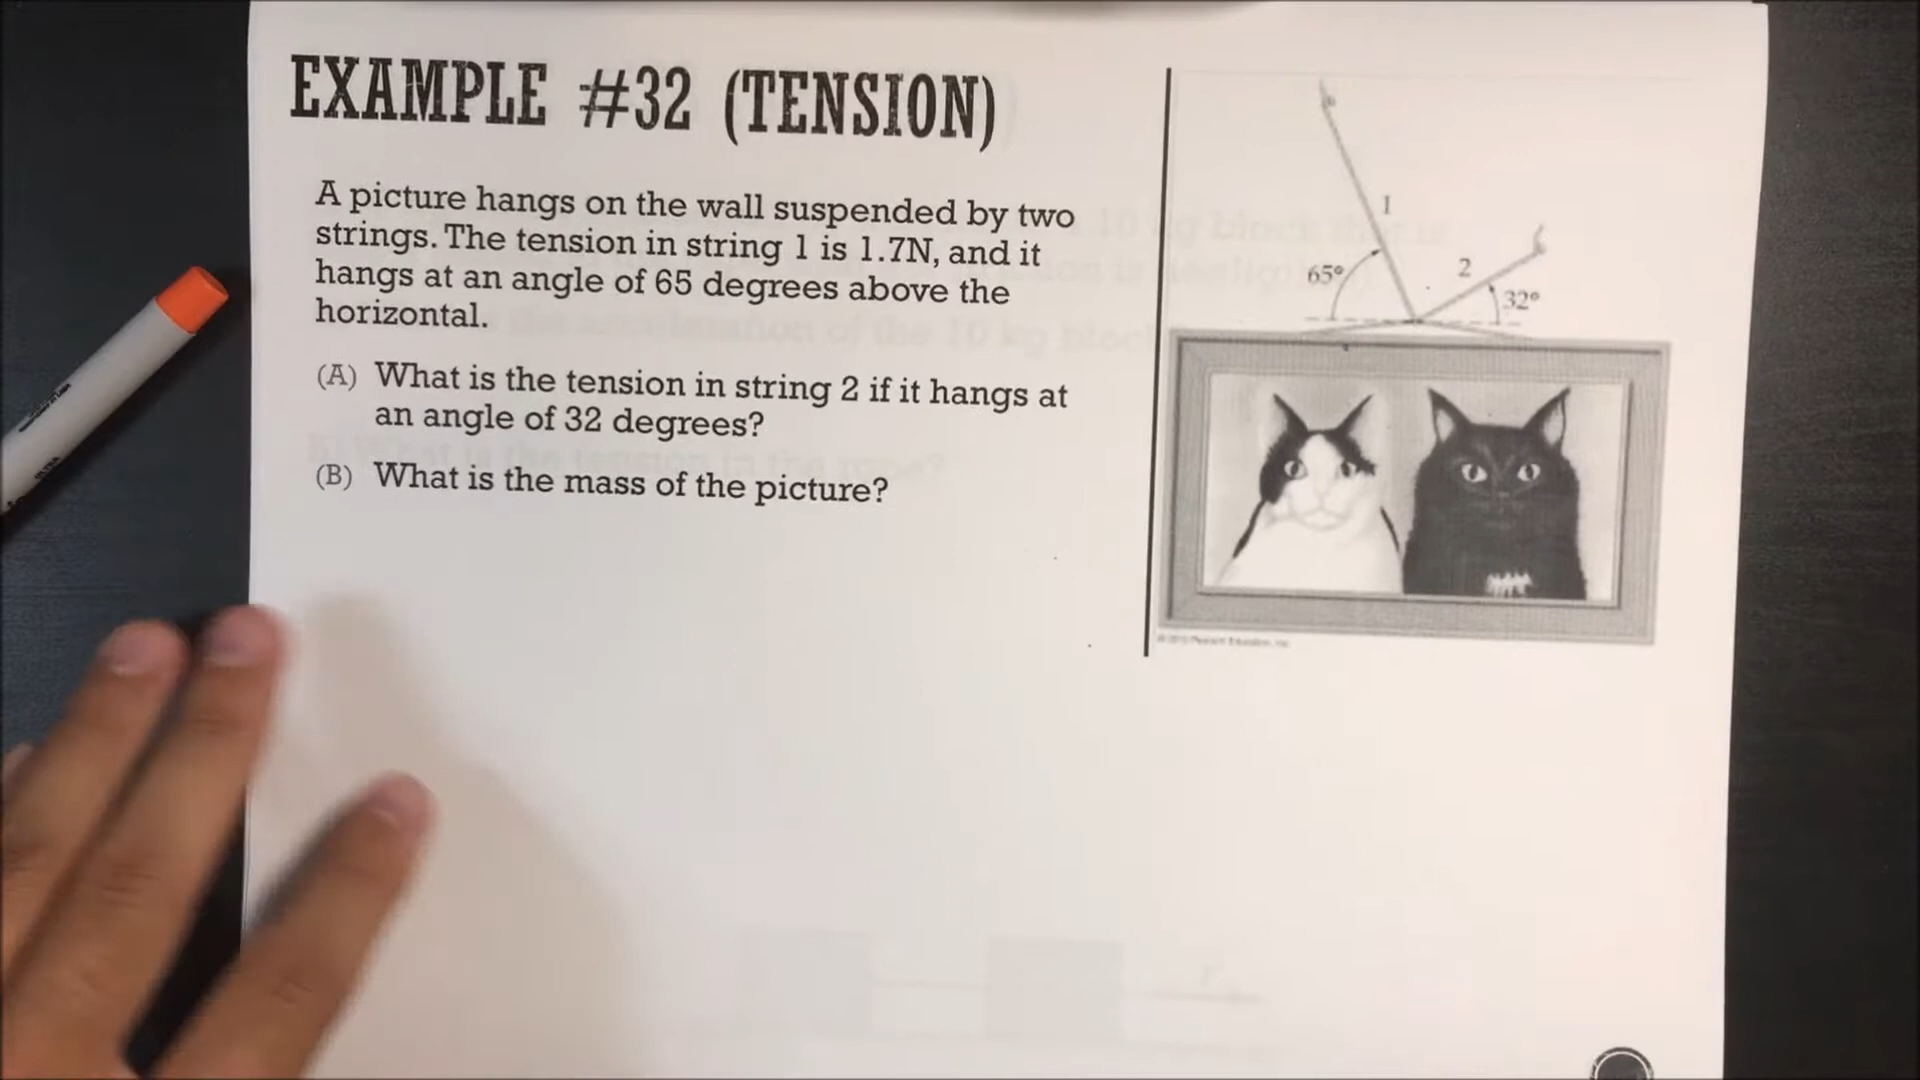 EXAMPLE #32 (TENSION)
A picture hangs on the wall suspended by two
strings. The tension in string 1 is 1.7N, and it
hangs at an angle of 65 degrees above the
horizontal.
(A) What is the tension in string 2 if it hangs at
an angle of 32 degrees?
(B) What is the mass of the picture?
1
65°
2
32°